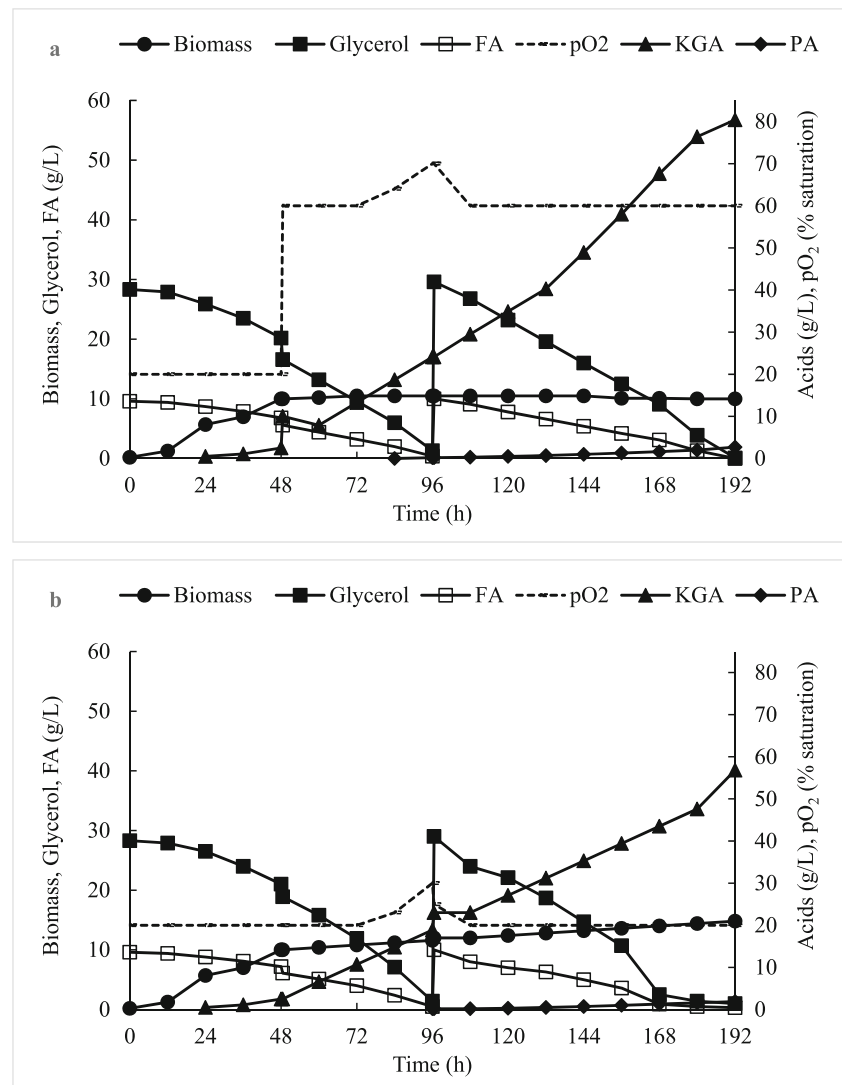 a
Biomass Glycerol FA pO2 KGA PA
60
50
40
30
20
10
0
Biomass, Glycerol, FA (g/L)
80
70
60
50
40
30
20
10
0
Acids (g/L), pO₂ (% saturation)
0 24 48 72 96 120 144 168 192
Time (h)
b
Biomass Glycerol FA pO2 KGA PA
60
50
40
30
20
10
0
Biomass, Glycerol, FA (g/L)
80
70
60
50
40
30
20
10
0
Acids (g/L), pO₂ (% saturation)
0 24 48 72 96 120 144 168 192
Time (h)